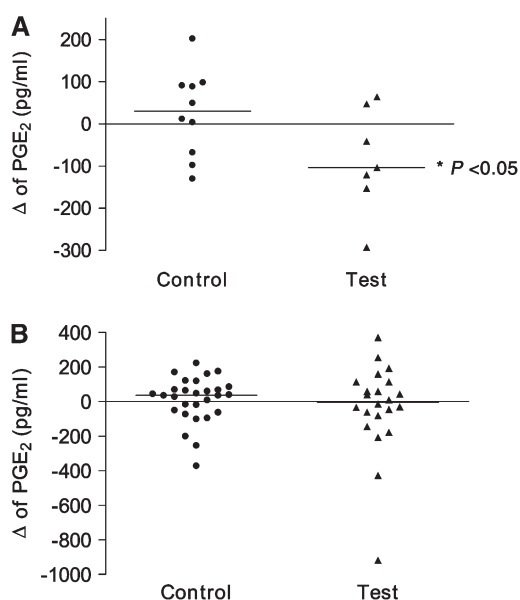 A
Δ of PGE₂ (pg/ml)
200
100
0
-100
-200
-300
* P <0.05
Control Test
B
Δ of PGE₂ (pg/ml)
400
200
0
-200
-400
-600
-800
-1000
Control Test